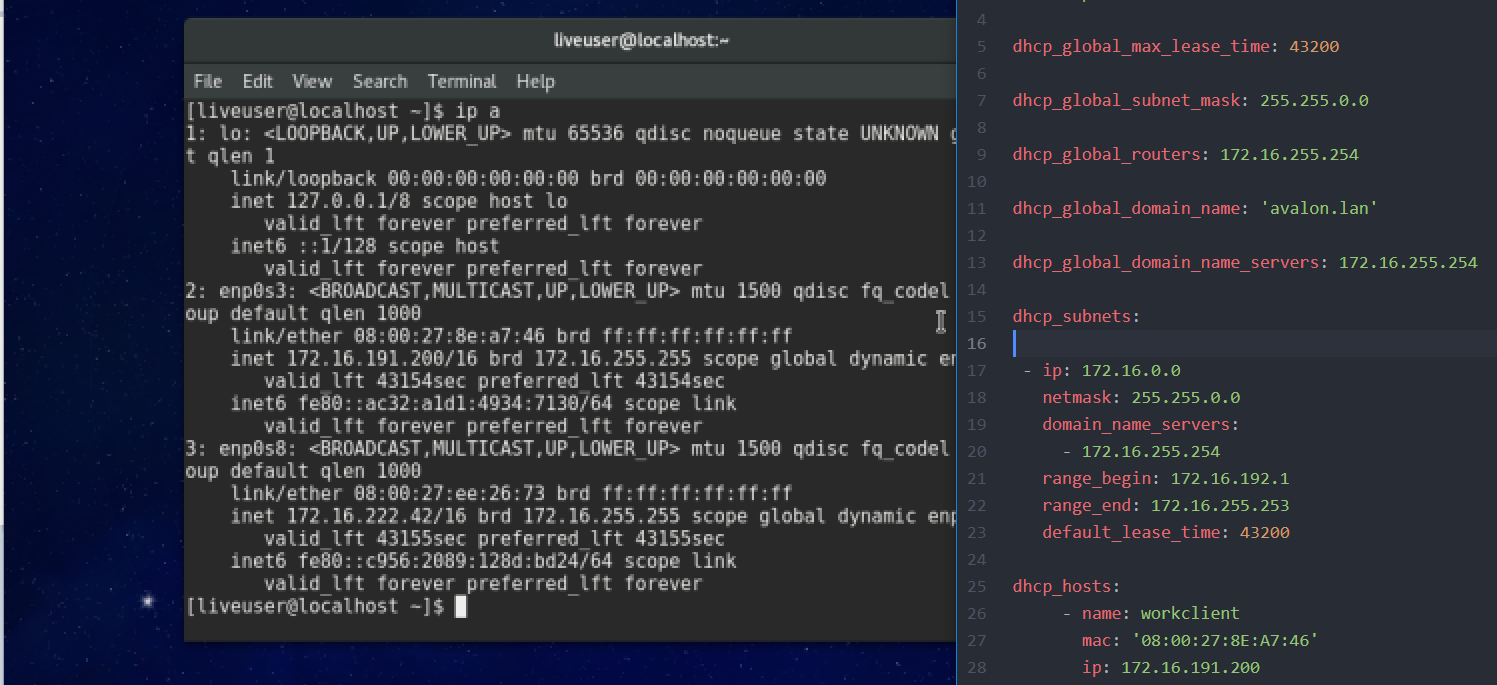 liveuser@localhost:~
File Edit View Search Terminal Help
[liveuser@localhost ~]$ ip a
1: lo: <LOOPBACK,UP,LOWER_UP> mtu 65536 qdisc noqueue state UNKNOWN g
t qlen 1
    link/loopback 00:00:00:00:00:00 brd 00:00:00:00:00:00
    inet 127.0.0.1/8 scope host lo
       valid_lft forever preferred_lft forever
    inet6 ::1/128 scope host
       valid_lft forever preferred_lft forever
2: enp0s3: <BROADCAST,MULTICAST,UP,LOWER_UP> mtu 1500 qdisc fq_codel
oup default qlen 1000
    link/ether 08:00:27:8e:a7:46 brd ff:ff:ff:ff:ff:ff
    inet 172.16.191.200/16 brd 172.16.255.255 scope global dynamic en
       valid_lft 43154sec preferred_lft 43154sec
    inet6 fe80::ac32:a1d1:4934:7130/64 scope link
       valid_lft forever preferred_lft forever
3: enp0s8: <BROADCAST,MULTICAST,UP,LOWER_UP> mtu 1500 qdisc fq_codel
oup default qlen 1000
    link/ether 08:00:27:ee:26:73 brd ff:ff:ff:ff:ff:ff
    inet 172.16.222.42/16 brd 172.16.255.255 scope global dynamic enp
       valid_lft 43155sec preferred_lft 43155sec
    inet6 fe80::c956:2089:128d:bd24/64 scope link
       valid_lft forever preferred_lft forever
[liveuser@localhost ~]$
4
5 dhcp_global_max_lease_time: 43200
6
7 dhcp_global_subnet_mask: 255.255.0.0
8
9 dhcp_global_routers: 172.16.255.254
10
11 dhcp_global_domain_name: 'avalon.lan'
12
13 dhcp_global_domain_name_servers: 172.16.255.254
14
15 dhcp_subnets:
16
17  - ip: 172.16.0.0
18    netmask: 255.255.0.0
19    domain_name_servers:
20      - 172.16.255.254
21    range_begin: 172.16.192.1
22    range_end: 172.16.255.253
23    default_lease_time: 43200
24
25 dhcp_hosts:
26      - name: workclient
27        mac: '08:00:27:8E:A7:46'
28        ip: 172.16.191.200